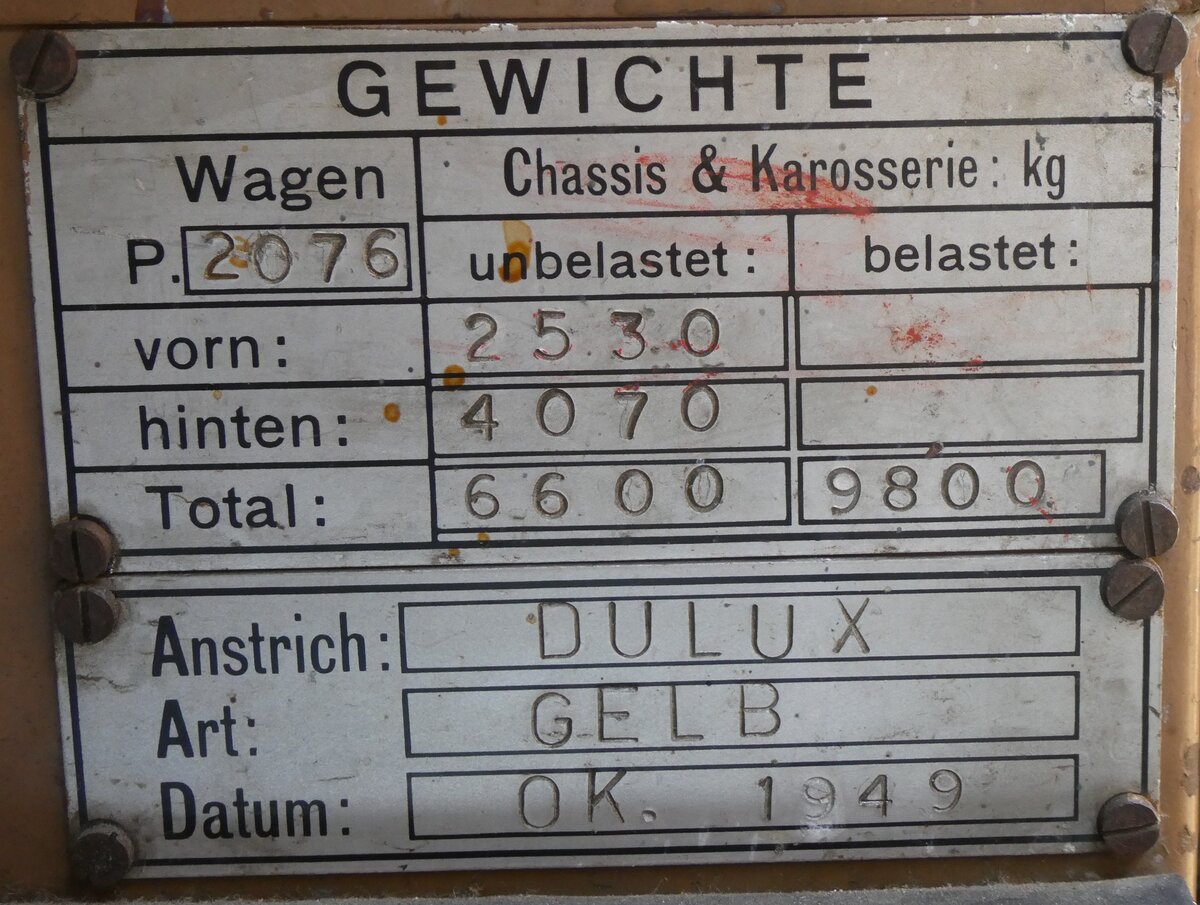 GEWICHTE
Wagen
P. 2076
Chassis & Karosserie: kg
unbelastet: belastet:
vorn: 2530
hinten: 4070
Total: 6600 9800
Anstrich: DULUX
Art: GELB
Datum: OK. 1949